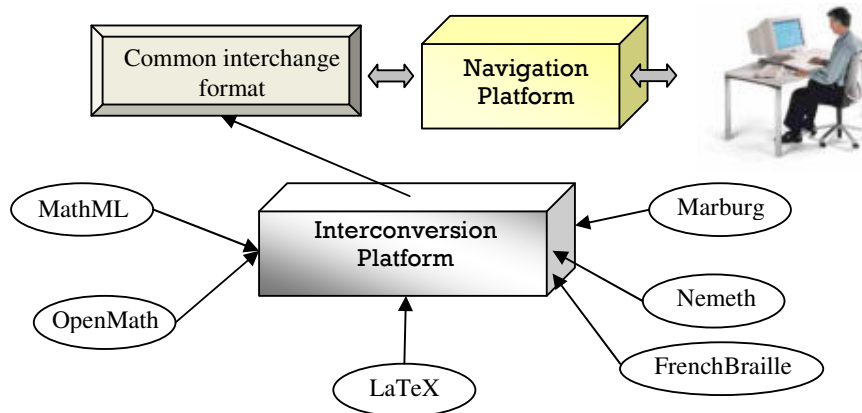 Common interchange
format
Navigation
Platform
MathML
Interconversion
Platform
Marburg
OpenMath
Nemeth
LaTeX
FrenchBraille